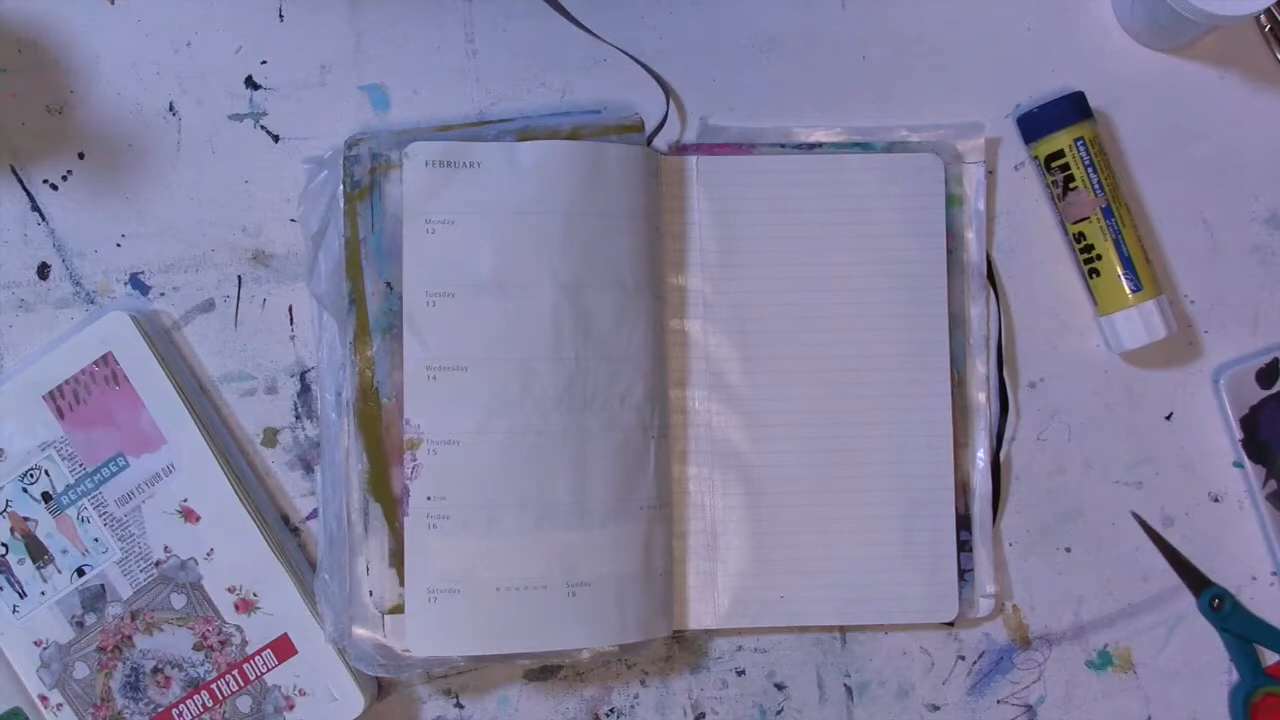 FEBRUARY
Monday
12
Tuesday
13
Wednesday
14
Thursday
15
Friday
16
Saturday
17
Sunday
18
REMEMBER
TODAY IS YOUR DAY
CARPE THAT DIEM
UHU
stic